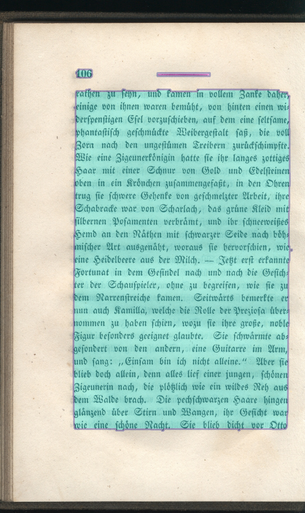 106
rathen zu seyn, und kamen in vollem Zanke daher,
einige von ihnen waren bemüht, von hinten einen wi-
derspenstigen Esel vorzuschieben, auf dem eine seltsame,
phantastisch geschmückte Weibergestalt saß, die voll
Zorn nach den ungestümen Treibern zurückschimpfte.
Wie eine Zigeunerkönigin hatte sie ihr langes zottiges
Haar mit einer Schnur von Gold und Edelsteinen
oben in ein Krönchen zusammengefaßt, in den Ohren
trug sie schwere Gehenke von geschmelzter Arbeit, ihre
Schabracke war von Scharlach, das grüne Kleid mit
silbernen Posamenten verbrämt, und ihr schneeweißes
Hemd an den Näthen mit schwarzer Seide nach böh-
mischer Art ausgenäht, woraus sie hervorschien, wie
eine Heidelbeere aus der Milch. — Jetzt erst erkannte
Fortunat in dem Gesindel nach und nach die Gesich-
ter der Schauspieler, ohne zu begreifen, wie sie zu
dem Narrenstreiche kamen. Seitwärts bemerkte er
nun auch Kamilla, welche die Rolle der Preziosa über-
nommen zu haben schien, wozu sie ihre große, noble
Figur besonders geeignet glaubte. Sie schwärmte ab-
gesondert von den andern, eine Guitarre im Arm,
und sang: „Einsam bin ich nicht alleine.“ Aber sie
blieb doch allein, denn alles lief einer jungen, schönen
Zigeunerin nach, die plötzlich wie ein wildes Reh aus
dem Walde brach. Die pechschwarzen Haare hingen
glänzend über Stirn und Wangen, ihr Gesicht war
wie eine schöne Nacht. Sie blieb dicht vor Otto